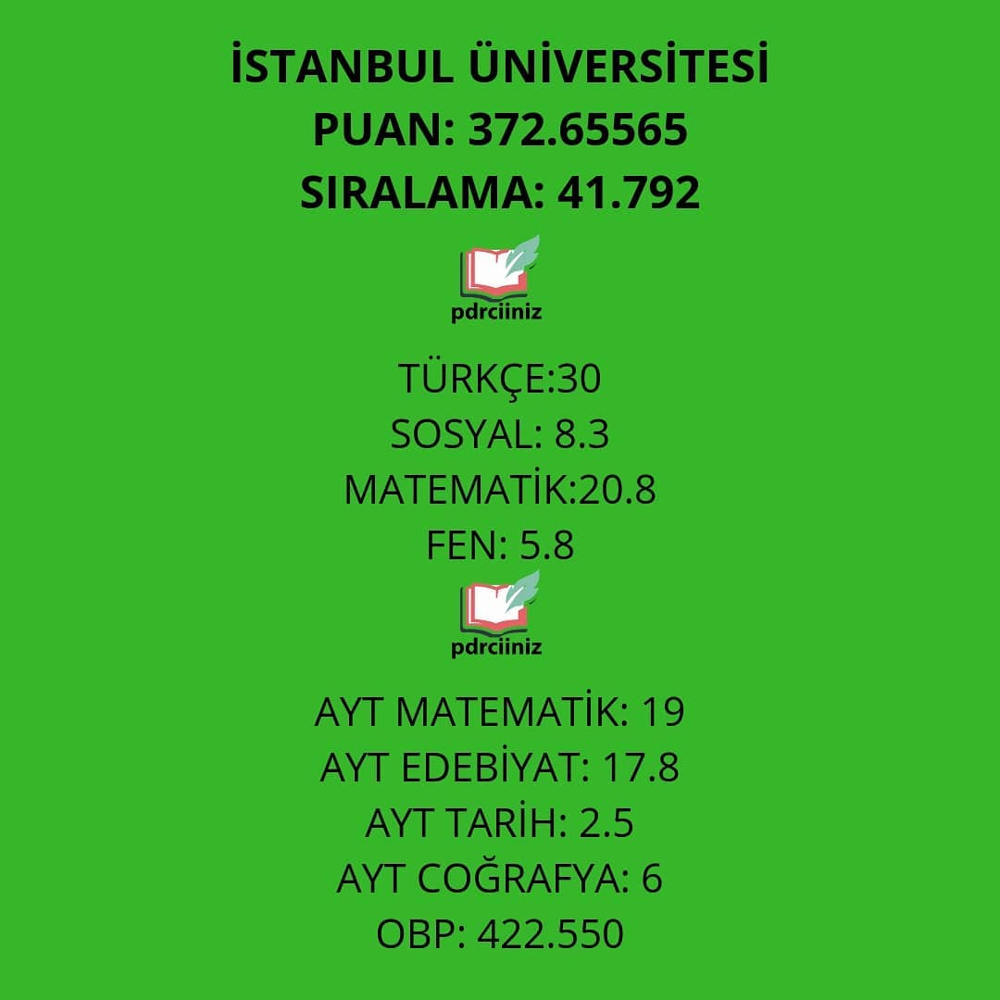 İSTANBUL ÜNİVERSİTESİ
PUAN: 372.65565
SIRALAMA: 41.792
pdrciiniz
TÜRKÇE:30
SOSYAL: 8.3
MATEMATİK:20.8
FEN: 5.8
pdrciiniz
AYT MATEMATİK: 19
AYT EDEBİYAT: 17.8
AYT TARİH: 2.5
AYT COĞRAFYA: 6
OBP: 422.550